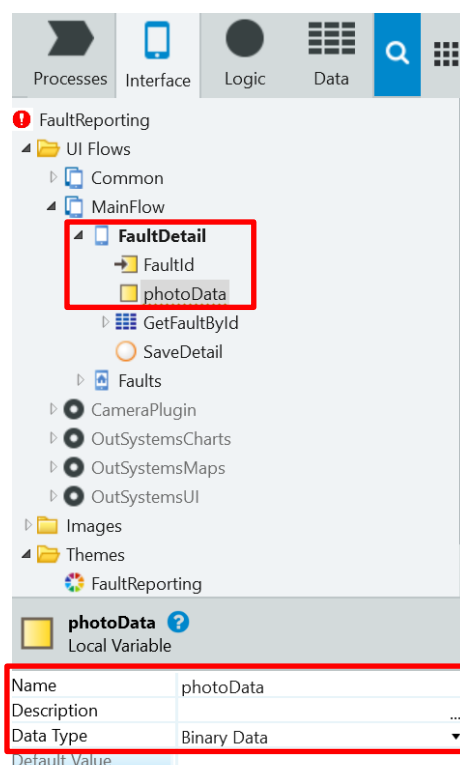 Processes Interface Logic Data
FaultReporting
UI Flows
Common
MainFlow
FaultDetail
FaultId
photoData
GetFaultById
SaveDetail
Faults
CameraPlugin
OutSystemsCharts
OutSystemsMaps
OutSystemsUI
Images
Themes
FaultReporting
photoData ?
Local Variable
Name photoData
Description ...
Data Type Binary Data
Default Value